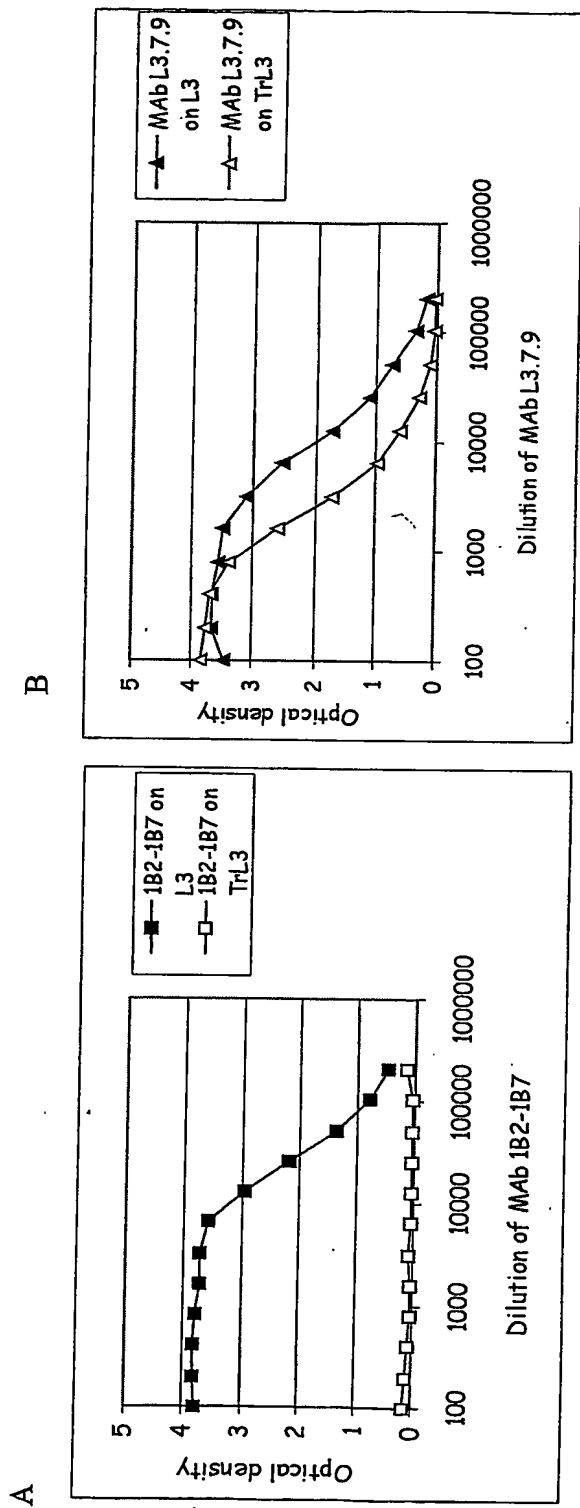 A
Optical density
5
4
3
2
1
0
100
1000
10000
100000
1000000
Dilution of MAb 1B2-1B7
1B2-1B7 on
L3
1B2-1B7 on
TrL3
B
Optical density
5
4
3
2
1
0
100
1000
10000
100000
1000000
Dilution of MAb L3.7.9
MAb L3.7.9
on L3
MAb L3.7.9
on TrL3